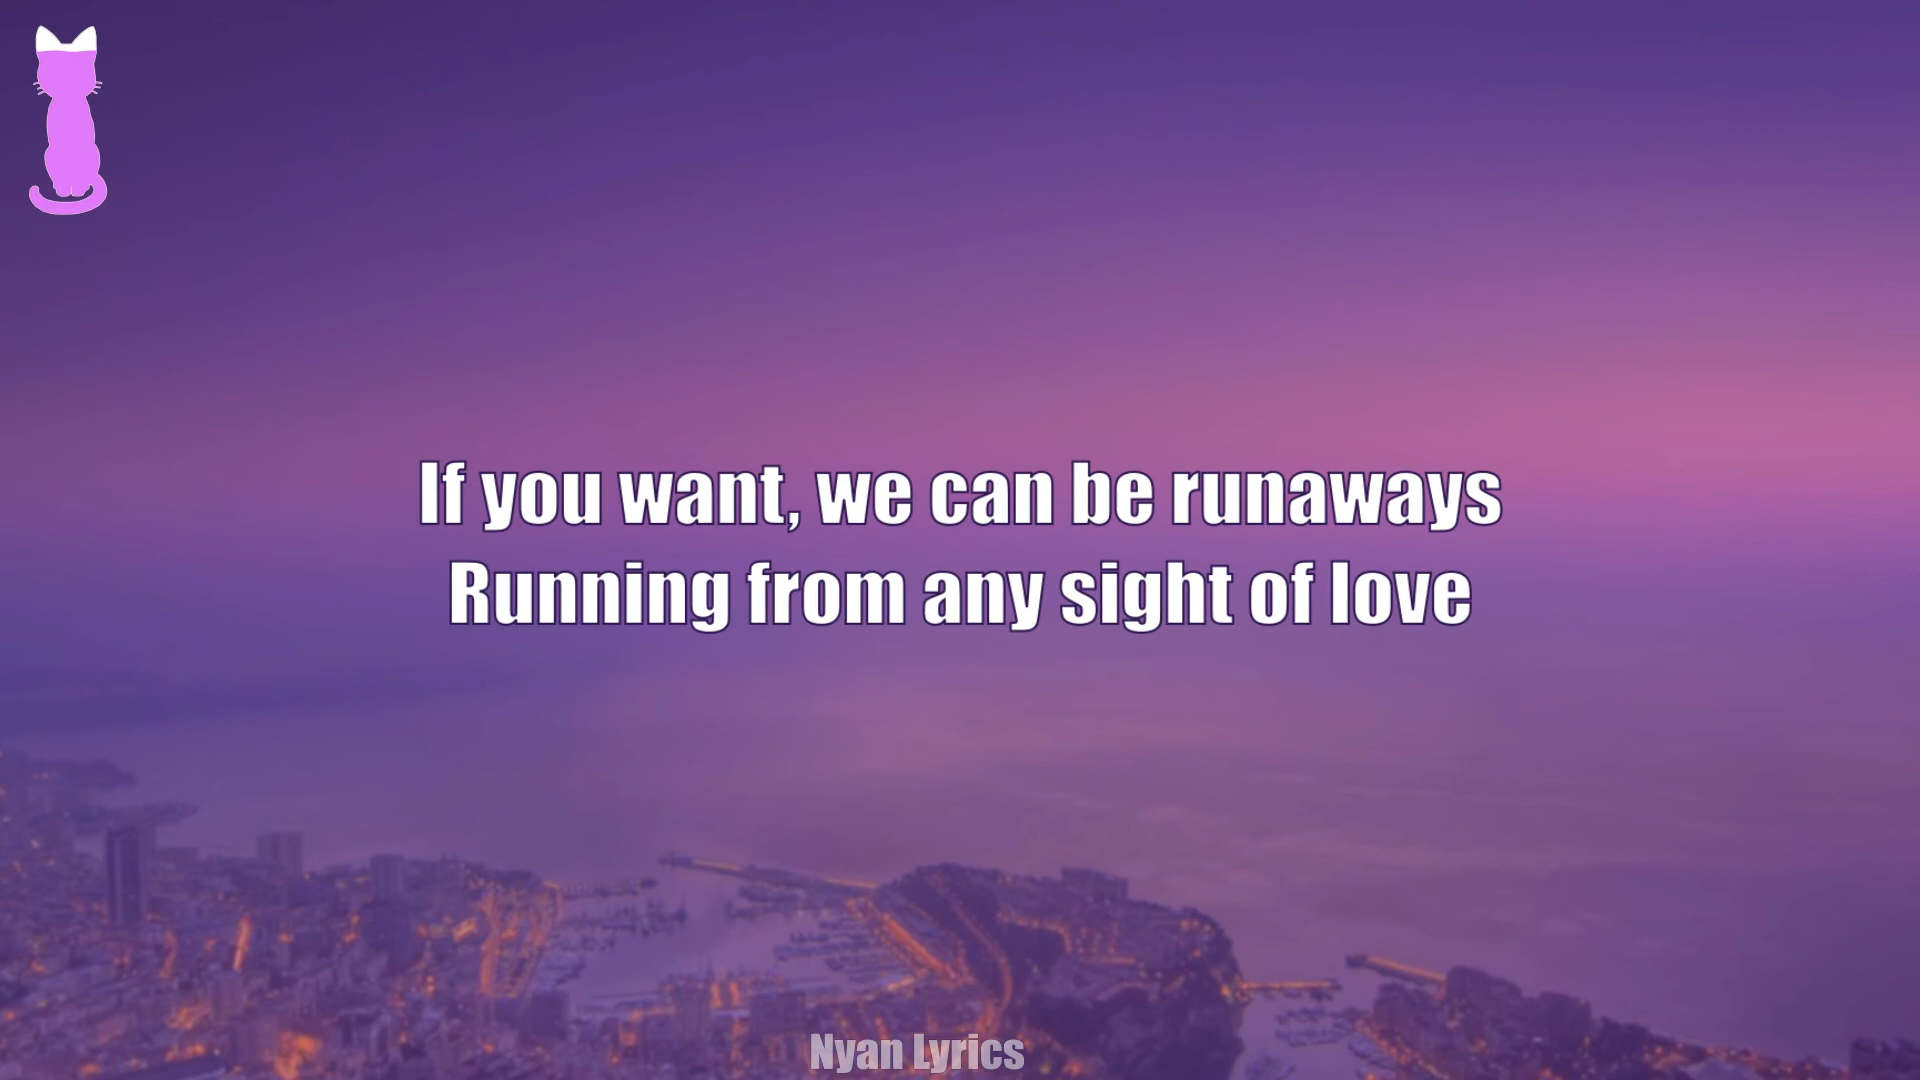 If you want, we can be runaways
Running from any sight of love
Nyan Lyrics